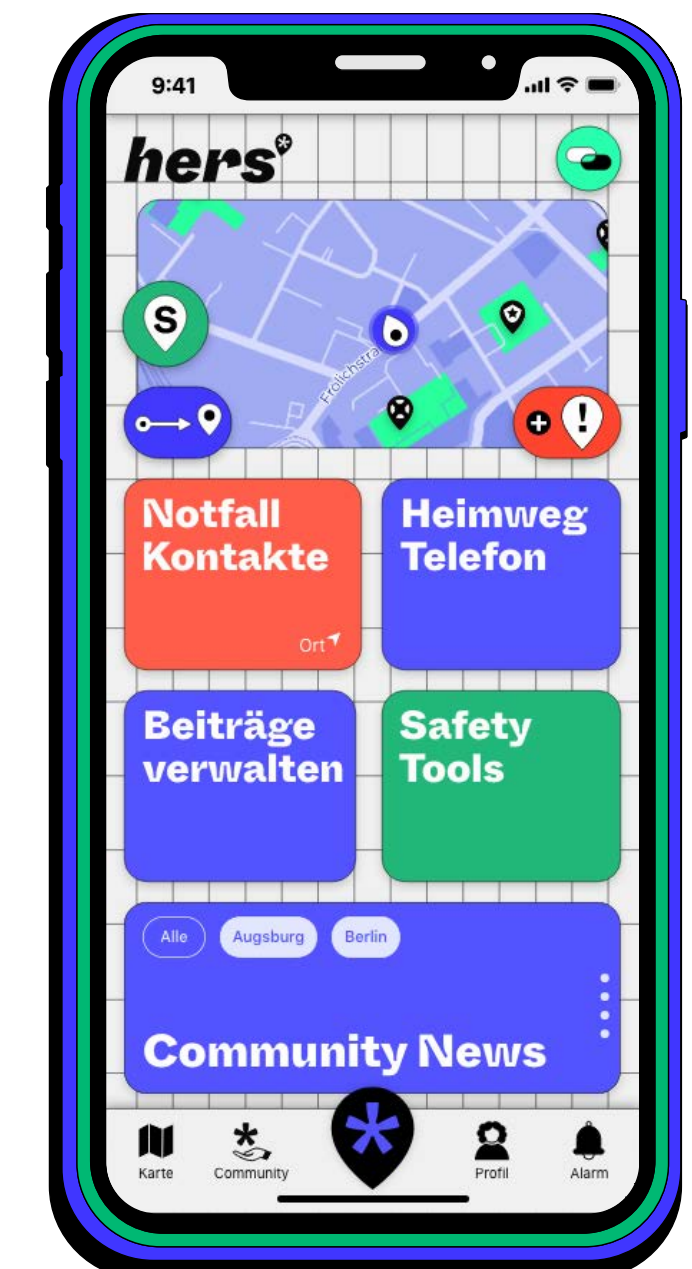 9:41
hers*
S
Frölichstra
!
Notfall
Kontakte
Ort
Heimweg
Telefon
Beiträge
verwalten
Safety
Tools
Alle
Augsburg
Berlin
Community News
Karte
Community
Profil
Alarm